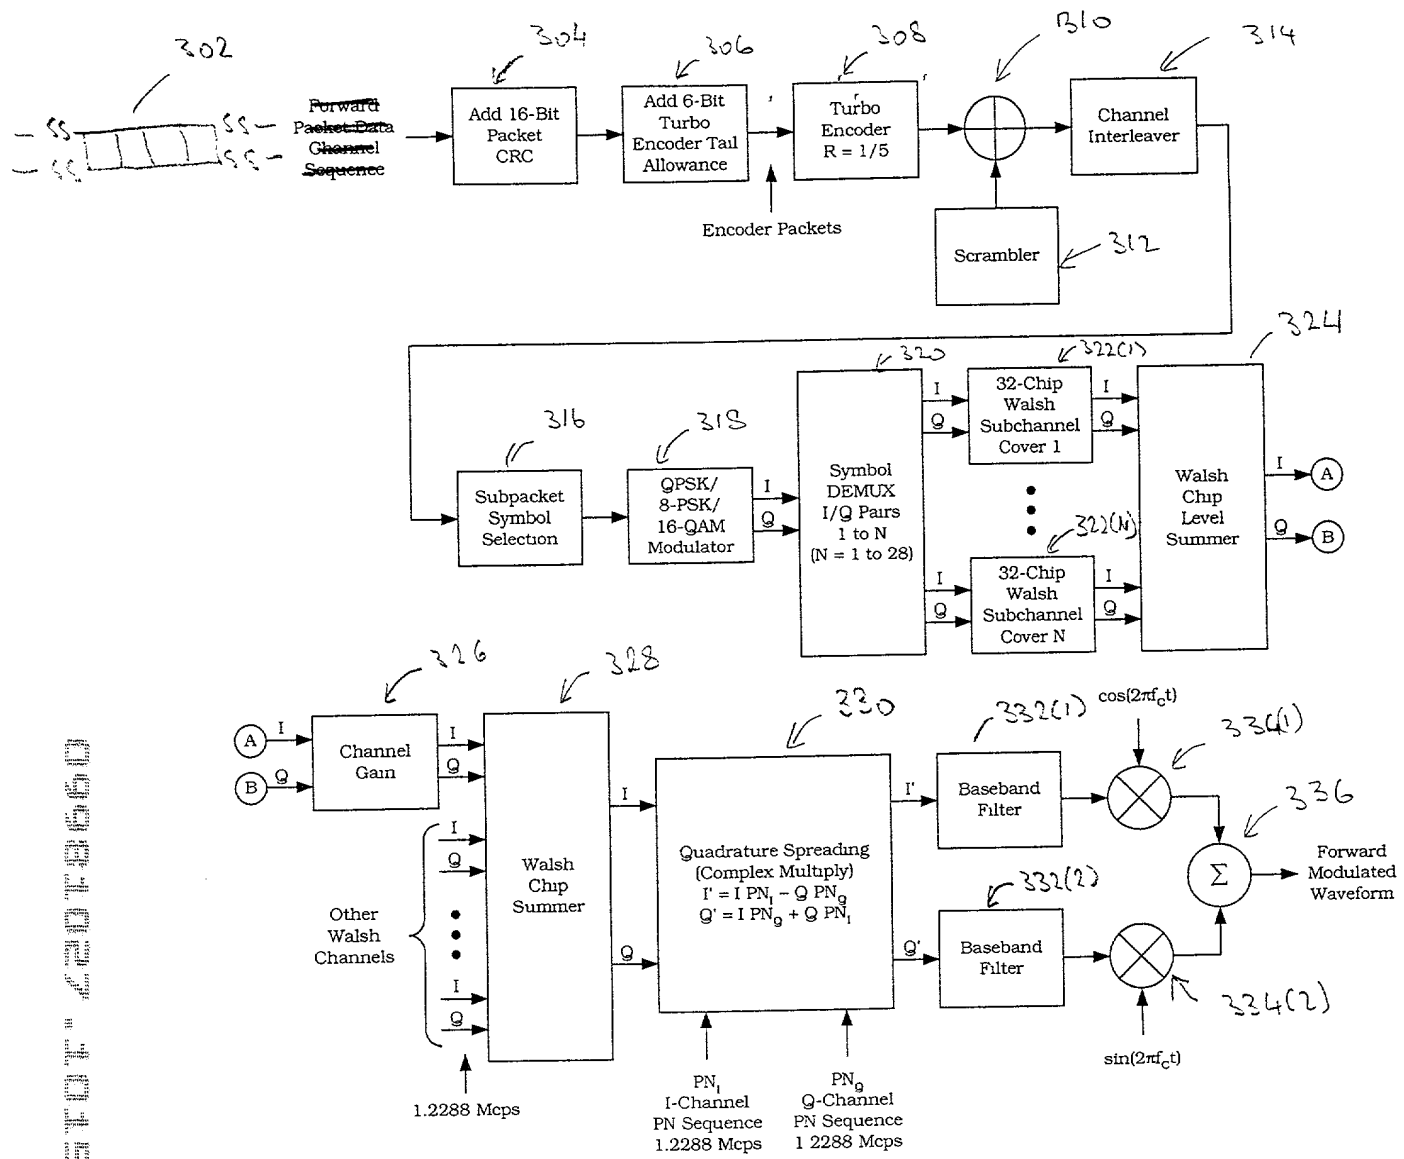 302
304
306
308
310
314
SS
SS
SS
SS
Forward
Packet Data
Channel
Sequence
Add 16-Bit
Packet
CRC
Add 6-Bit
Turbo
Encoder Tail
Allowance
Turbo
Encoder
R = 1/5
Channel
Interleaver
Encoder Packets
Scrambler
312
320
322(1)
324
316
318
Subpacket
Symbol
Selection
QPSK/
8-PSK/
16-QAM
Modulator
I
Q
Symbol
DEMUX
I/Q Pairs
1 to N
(N = 1 to 28)
I
Q
32-Chip
Walsh
Subchannel
Cover 1
I
Q
322(N)
I
Q
32-Chip
Walsh
Subchannel
Cover N
I
Q
Walsh
Chip
Level
Summer
I
A
Q
B
326
328
330
332(1)
cos(2πf_ct)
334(1)
336
A
I
B
Q
Channel
Gain
I
Q
I
Q
Other
Walsh
Channels
I
Q
1.2288 Mcps
Walsh
Chip
Summer
I
Q
Quadrature Spreading
(Complex Multiply)
I' = I PN_I – Q PN_Q
Q' = I PN_Q + Q PN_I
I'
Q'
Baseband
Filter
332(2)
Baseband
Filter
Σ
Forward
Modulated
Waveform
334(2)
sin(2πf_ct)
PN_I
I-Channel
PN Sequence
1.2288 Mcps
PN_Q
Q-Channel
PN Sequence
1 2288 Mcps